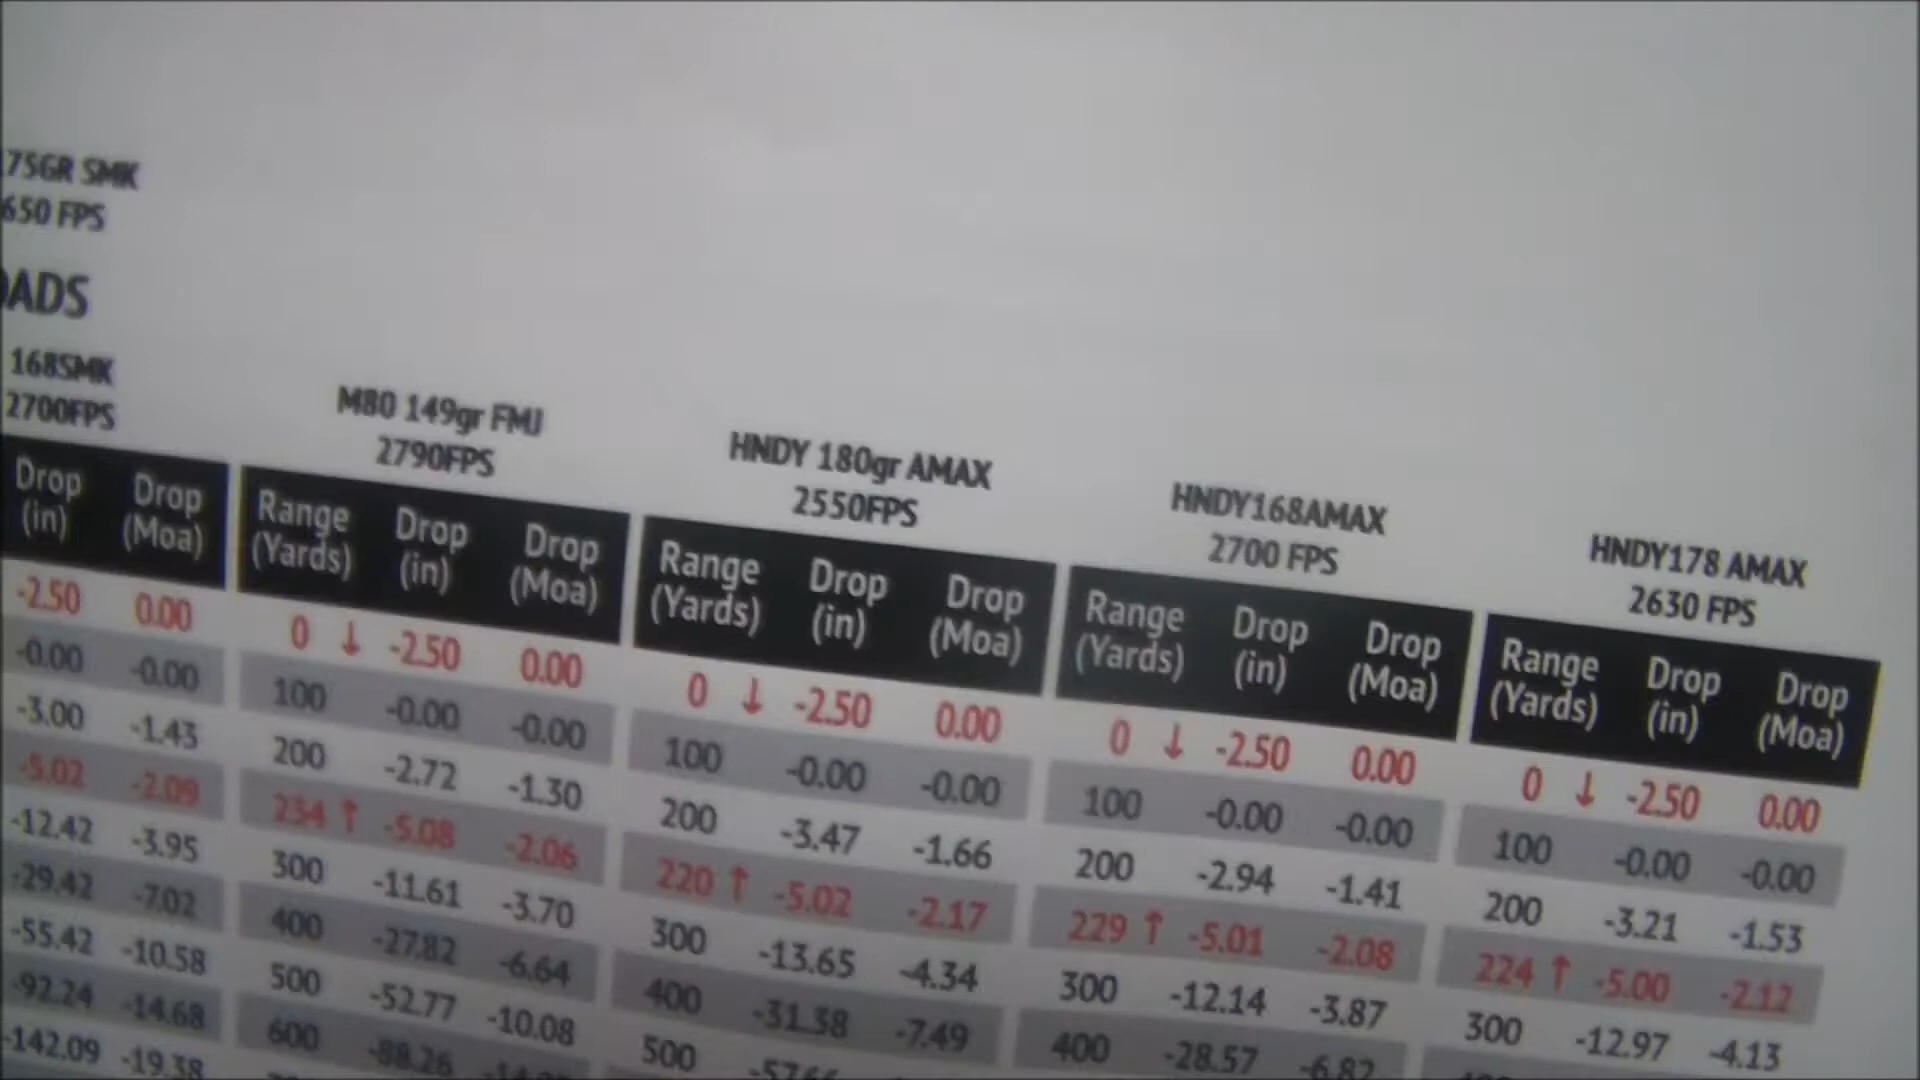 75GR SMK
650 FPS
OADS
168SMK
2700FPS
Drop (in) Drop (Moa)
-2.50 0.00
-0.00 -0.00
-3.00 -1.43
-5.02 -2.09
-12.42 -3.95
-29.42 -7.02
-55.42 -10.58
-92.24 -14.68
-142.09 -19.38
M80 149gr FMJ
2790FPS
Range (Yards) Drop (in) Drop (Moa)
0 ↓ -2.50 0.00
100 -0.00 -0.00
200 -2.72 -1.30
234 ↑ -5.08 -2.06
300 -11.61 -3.70
400 -27.82 -6.64
500 -52.77 -10.08
600 -88.26
HNDY 180gr AMAX
2550FPS
Range (Yards) Drop (in) Drop (Moa)
0 ↓ -2.50 0.00
100 -0.00 -0.00
200 -3.47 -1.66
220 ↑ -5.02 -2.17
300 -13.65 -4.34
400 -31.38 -7.49
500
HNDY168AMAX
2700 FPS
Range (Yards) Drop (in) Drop (Moa)
0 ↓ -2.50 0.00
100 -0.00 -0.00
200 -2.94 -1.41
229 ↑ -5.01 -2.08
300 -12.14 -3.87
400 -28.57 -6.82
HNDY178 AMAX
2630 FPS
Range (Yards) Drop (in) Drop (Moa)
0 ↓ -2.50 0.00
100 -0.00 -0.00
200 -3.21 -1.53
224 ↑ -5.00 -2.12
300 -12.97 -4.13